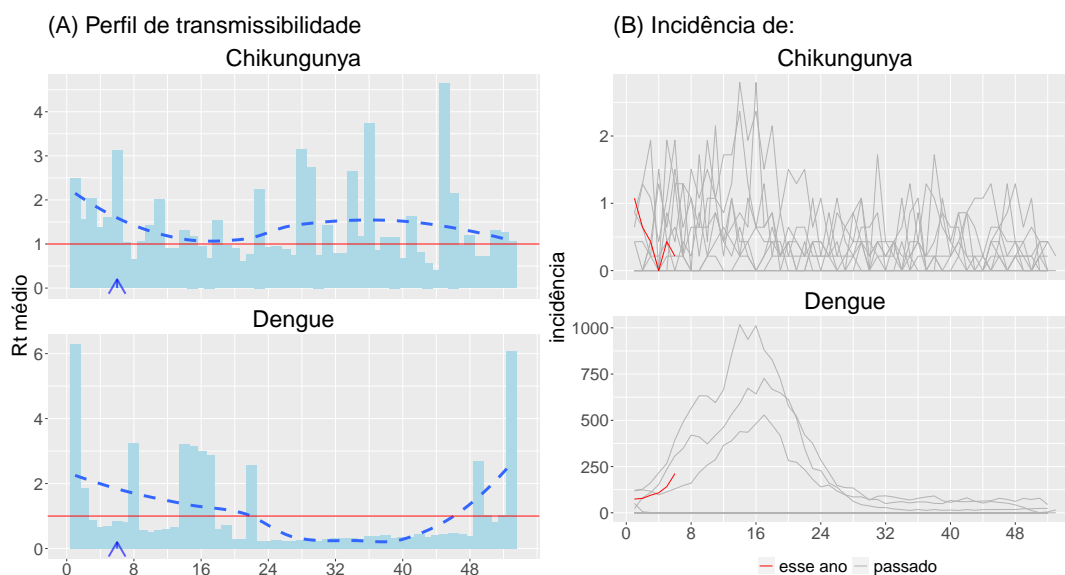 (A) Perfil de transmissibilidade
Chikungunya
4
3
2
1
0
Dengue
6
4
2
0
0 8 16 24 32 40 48
Rt médio
(B) Incidência de:
Chikungunya
2
1
0
Dengue
1000
750
500
250
0
0 8 16 24 32 40 48
incidência
esse ano passado